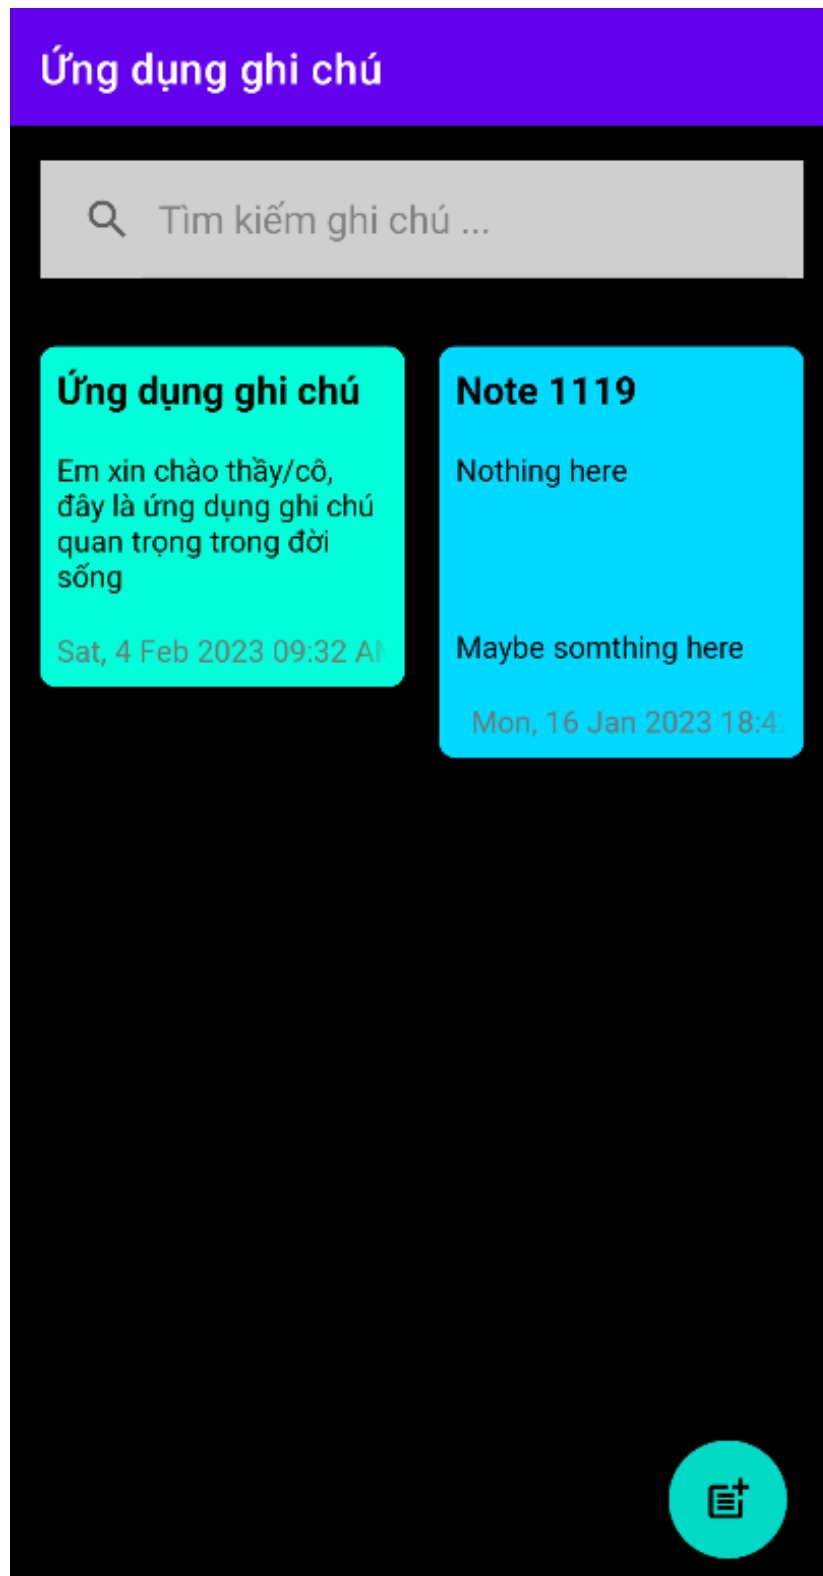 Ứng dụng ghi chú
Tìm kiếm ghi chú ...
Ứng dụng ghi chú
Em xin chào thầy/cô,
đây là ứng dụng ghi chú
quan trọng trong đời
sống
Sat, 4 Feb 2023 09:32
Note 1119
Nothing here
Maybe somthing here
Mon, 16 Jan 2023